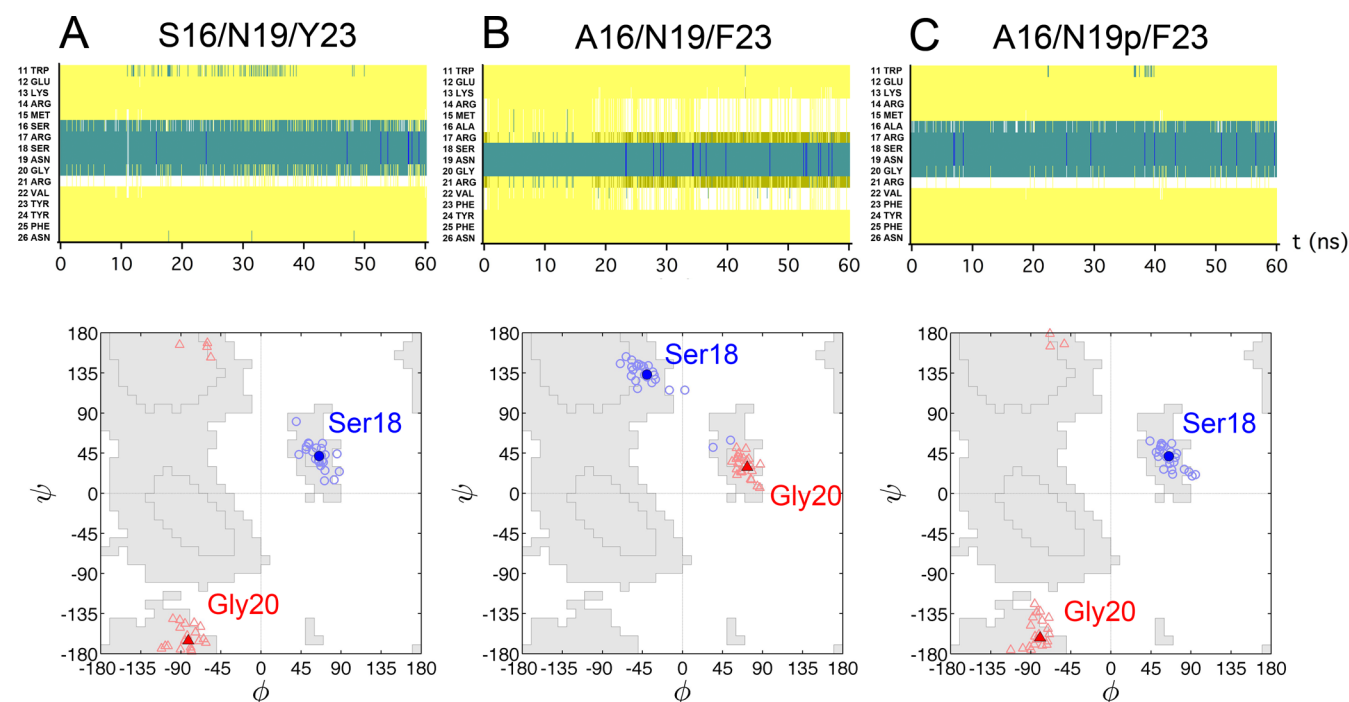 A S16/N19/Y23
11 TRP
12 GLU
13 LYS
14 ARG
15 MET
16 SER
17 ARG
18 SER
19 ASN
20 GLY
21 ARG
22 VAL
23 TYR
24 TYR
25 PHE
26 ASN
0 10 20 30 40 50 60
B A16/N19/F23
11 TRP
12 GLU
13 LYS
14 ARG
15 MET
16 ALA
17 ARG
18 SER
19 ASN
20 GLY
21 ARG
22 VAL
23 PHE
24 TYR
25 PHE
26 ASN
0 10 20 30 40 50 60
C A16/N19p/F23
11 TRP
12 GLU
13 LYS
14 ARG
15 MET
16 ALA
17 ARG
18 SER
19 ASN
20 GLY
21 ARG
22 VAL
23 PHE
24 TYR
25 PHE
26 ASN
0 10 20 30 40 50 60
t (ns)
180
135
90
45
0
-45
-90
-135
-180
ψ
Ser18
Gly20
-180 -135 -90 -45 0 45 90 135 180
ϕ
180
135
90
45
0
-45
-90
-135
-180
ψ
Ser18
Gly20
-180 -135 -90 -45 0 45 90 135 180
ϕ
180
135
90
45
0
-45
-90
-135
-180
ψ
Ser18
Gly20
-180 -135 -90 -45 0 45 90 135 180
ϕ